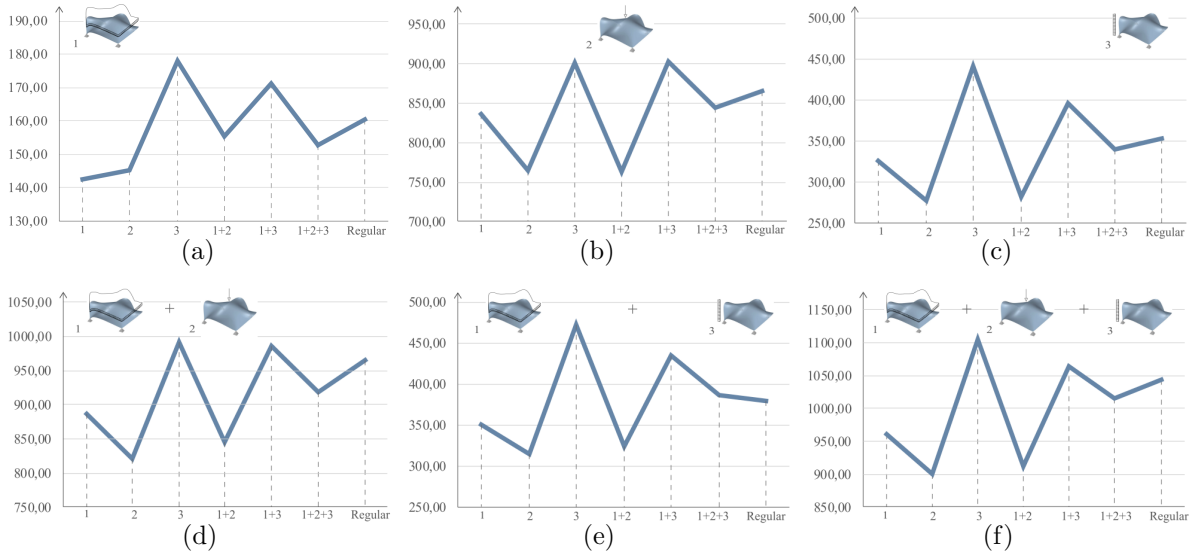 190,00
180,00
170,00
160,00
150,00
140,00
130,00
1
1 2 3 1+2 1+3 1+2+3 Regular
(a)
950,00
900,00
850,00
800,00
750,00
700,00
2
1 2 3 1+2 1+3 1+2+3 Regular
(b)
500,00
450,00
400,00
350,00
300,00
250,00
3
1 2 3 1+2 1+3 1+2+3 Regular
(c)
1050,00
1000,00
950,00
900,00
850,00
800,00
750,00
1 + 2
1 2 3 1+2 1+3 1+2+3 Regular
(d)
500,00
450,00
400,00
350,00
300,00
250,00
1 + 3
1 2 3 1+2 1+3 1+2+3 Regular
(e)
1150,00
1100,00
1050,00
1000,00
950,00
900,00
850,00
1 + 2 + 3
1 2 3 1+2 1+3 1+2+3 Regular
(f)